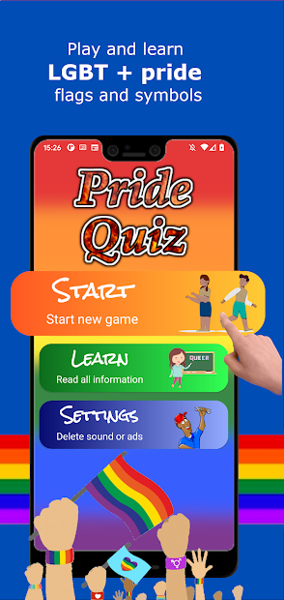 Play and learn
LGBT + pride
flags and symbols
15:26
Pride
Quiz
START
Start new game
LEARN
Read all information
QUEER
SETTINGS
Delete sound or ads